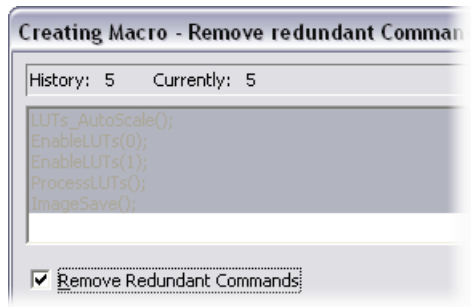 Creating Macro - Remove redundant Comman
History: 5 Currently: 5
LUTs_AutoScale();
EnableLUTs(0);
EnableLUTs(1);
ProcessLUTs();
ImageSave();
Remove Redundant Commands